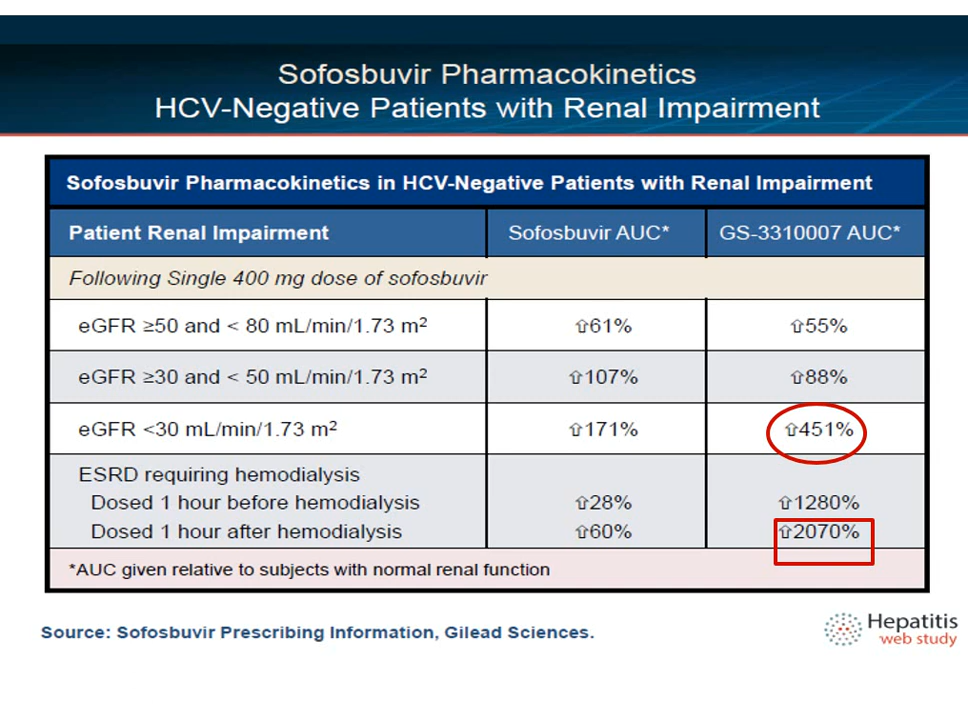 Sofosbuvir Pharmacokinetics
HCV-Negative Patients with Renal Impairment
Sofosbuvir Pharmacokinetics in HCV-Negative Patients with Renal Impairment
Patient Renal Impairment Sofosbuvir AUC* GS-3310007 AUC*
Following Single 400 mg dose of sofosbuvir
eGFR ≥50 and < 80 mL/min/1.73 m² ⇧61% ⇧55%
eGFR ≥30 and < 50 mL/min/1.73 m² ⇧107% ⇧88%
eGFR <30 mL/min/1.73 m² ⇧171% ⇧451%
ESRD requiring hemodialysis
Dosed 1 hour before hemodialysis ⇧28% ⇧1280%
Dosed 1 hour after hemodialysis ⇧60% ⇧2070%
*AUC given relative to subjects with normal renal function
Source: Sofosbuvir Prescribing Information, Gilead Sciences.
Hepatitis
web study